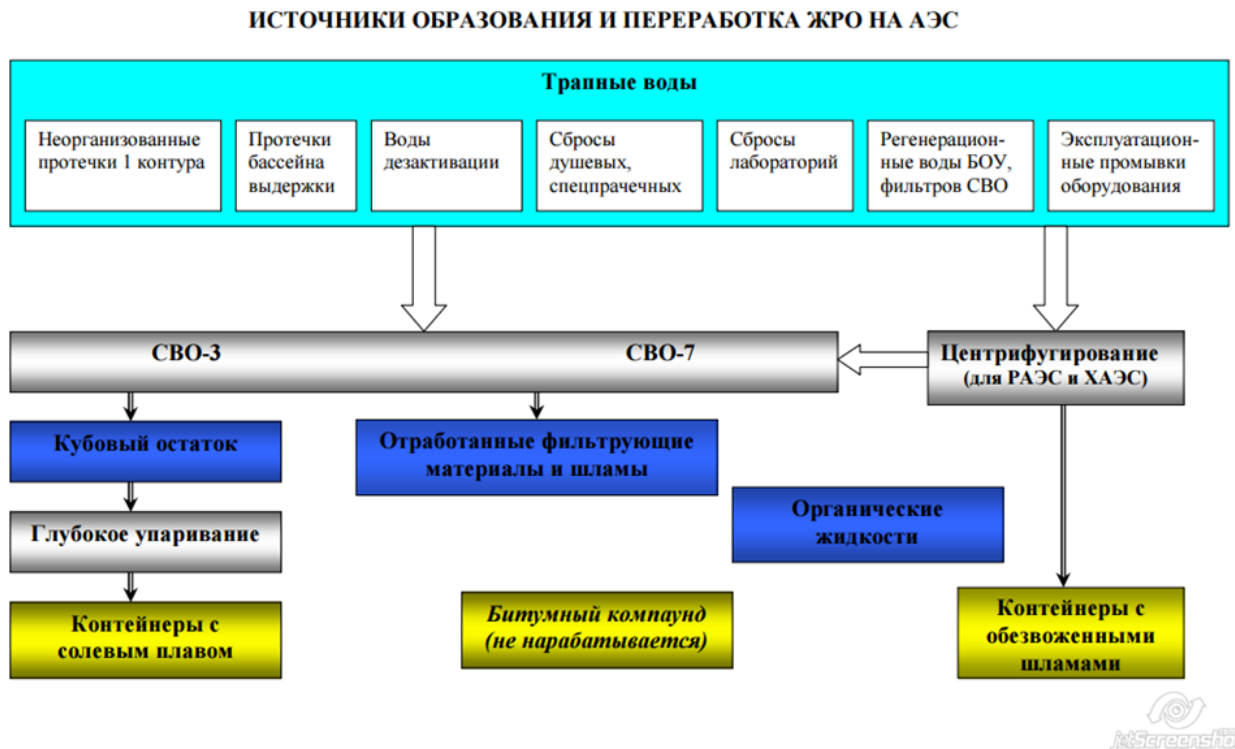 ИСТОЧНИКИ ОБРАЗОВАНИЯ И ПЕРЕРАБОТКА ЖРО НА АЭС
Трапные воды
Неорганизованные
протечки 1 контура
Протечки
бассейна
выдержки
Воды
дезактивации
Сбросы
душевых,
спецпрачечных
Сбросы
лабораторий
Регенерацион-
ные воды БОУ,
фильтров СВО
Эксплуатацион-
ные промывки
оборудования
СВО-3
СВО-7
Центрифугирование
(для РАЭС и ХАЭС)
Кубовый остаток
Отработанные фильтрующие
материалы и шламы
Органические
жидкости
Глубокое упаривание
Битумный компаунд
(не нарабатывается)
Контейнеры с
солевым плавом
Контейнеры с
обезвоженными
шламами